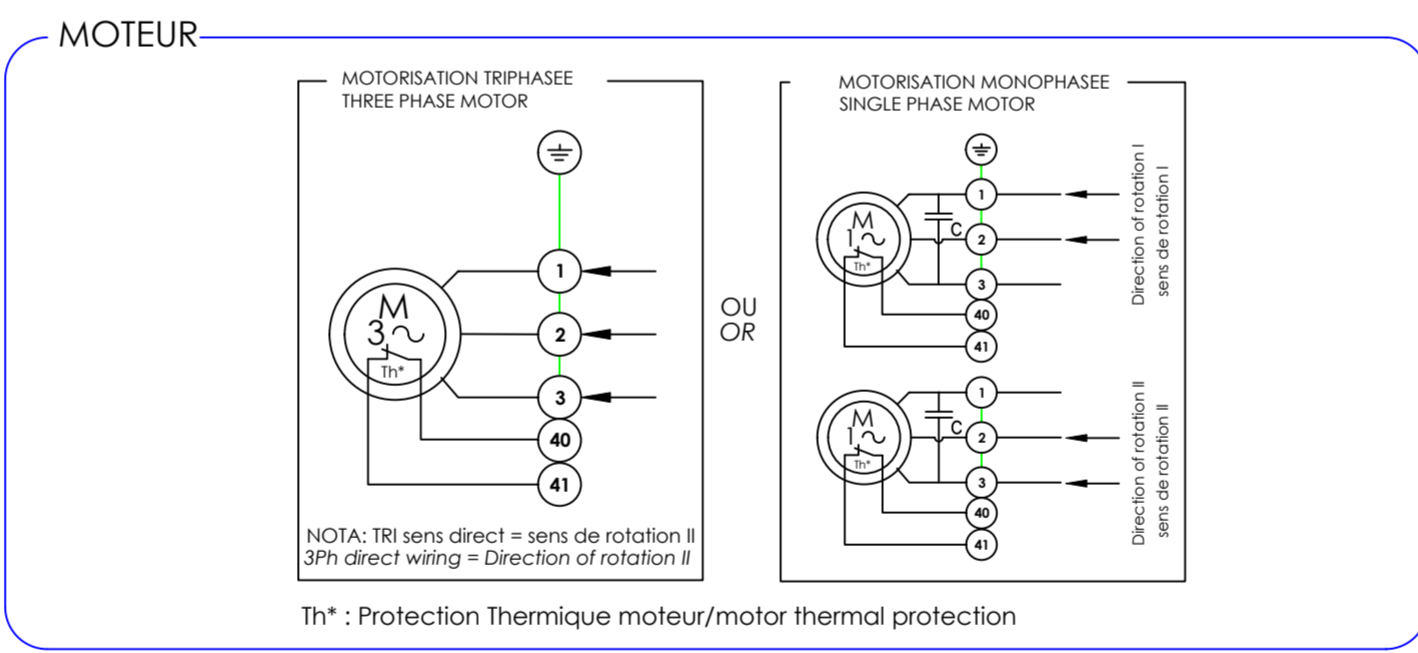 MOTEUR
MOTORISATION TRIPHASEE
THREE PHASE MOTOR
1
2
3
40
41
M
3
Th*
NOTA: TRI sens direct = sens de rotation II
3Ph direct wiring = Direction of rotation II
OU
OR
MOTORISATION MONOPHASEE
SINGLE PHASE MOTOR
M
1
Th*
C
1
2
3
40
41
Direction of rotation I
sens de rotation I
M
1
Th*
C
1
2
3
40
41
Direction of rotation II
sens de rotation II
Th* : Protection Thermique moteur/motor thermal protection